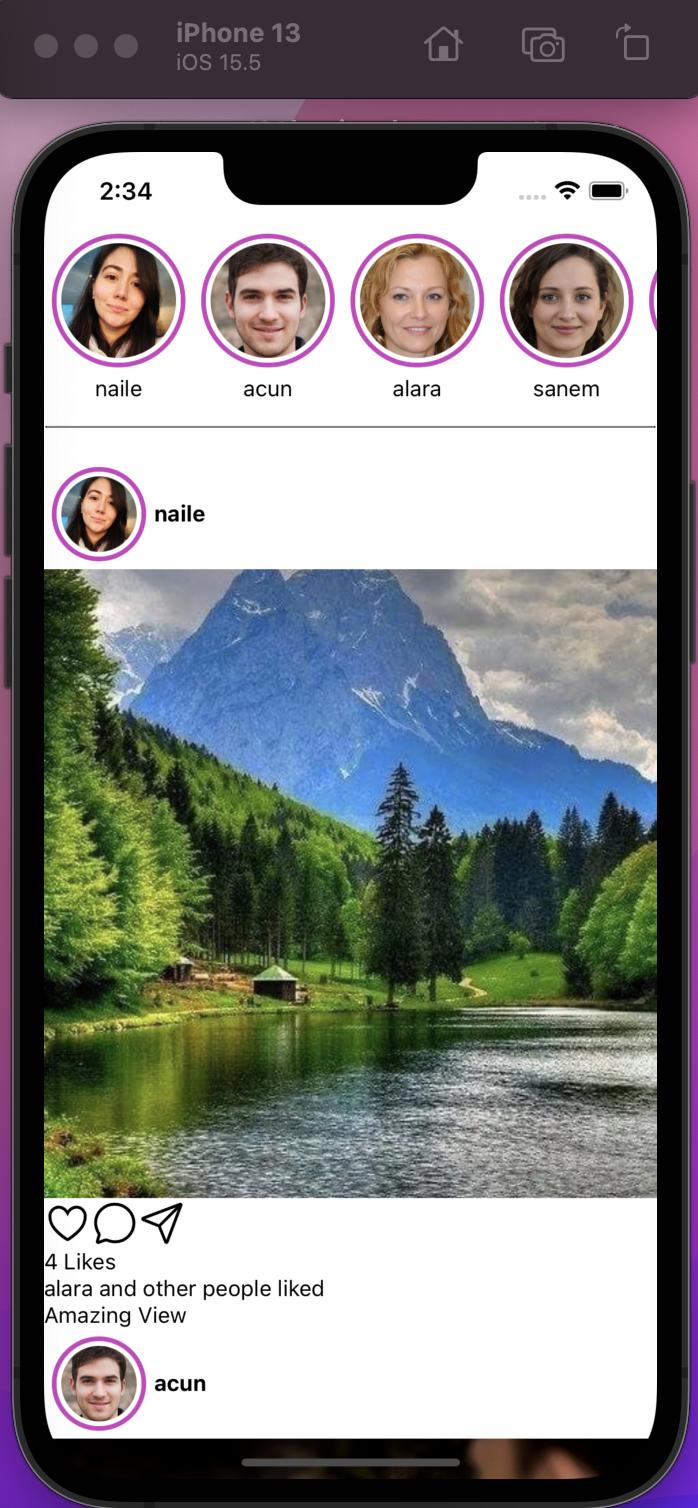 iPhone 13
iOS 15.5
2:34
naile acun alara sanem
naile
4 Likes
alara and other people liked
Amazing View
acun